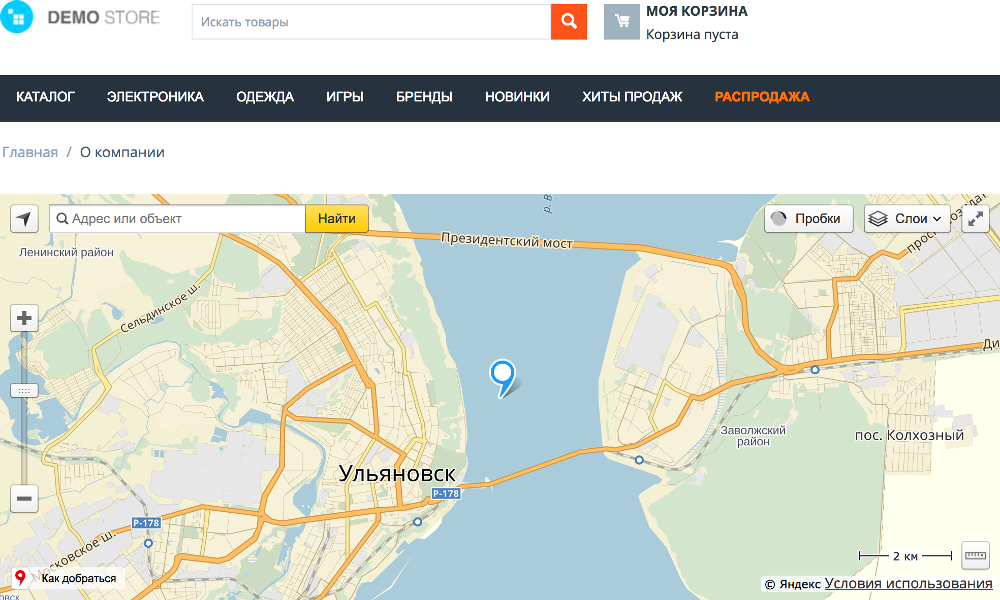 DEMO STORE
Искать товары
МОЯ КОРЗИНА
Корзина пуста
КАТАЛОГ ЭЛЕКТРОНИКА ОДЕЖДА ИГРЫ БРЕНДЫ НОВИНКИ ХИТЫ ПРОДАЖ РАСПРОДАЖА
Главная / О компании
р. В
Адрес или объект Найти Пробки Слои
Президентский мост
Ленинский район
Сельдинское ш.
Ди
Заволжский
район
пос. Колхозный
Ульяновск
Р-178
Р-178
Московское ш.
2 км
Как добраться
© Яндекс Условия использования